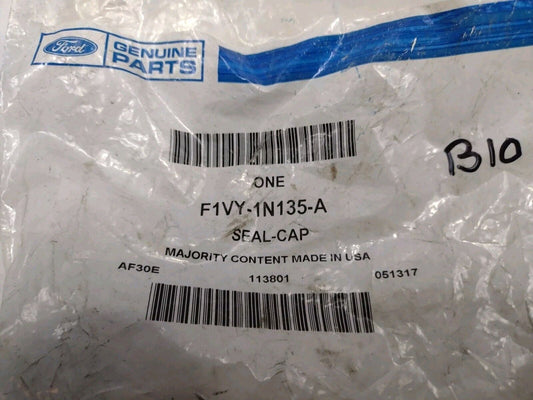 Ford
GENUINE
PARTS
B10
ONE
F1VY-1N135-A
SEAL-CAP
MAJORITY CONTENT MADE IN USA
AF30E 113801 051317